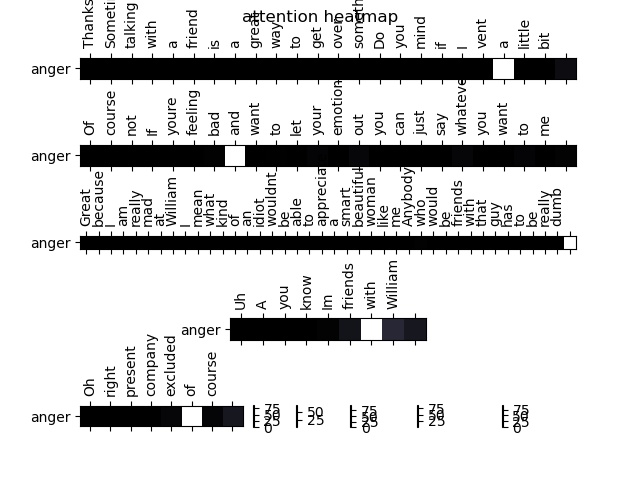 attention heatmap
Thanks Someti talking with a friend is a great way to get over someth Do you mind if I vent a little bit
anger
Of course not If youre feeling bad and want to let your emotion out you can just say whateve you want to me
anger
Great because I am really mad at William I mean what kind of an idiot wouldnt be able to apprecia a smart beautiful woman like me Anybody who would be friends with that guy has to be really dumb
anger
Uh A you know Im friends with William
anger
Oh right present company excluded of course
anger
75 50 25 0
50 25
75 50 25 0
75 50 25
75 50 25 0